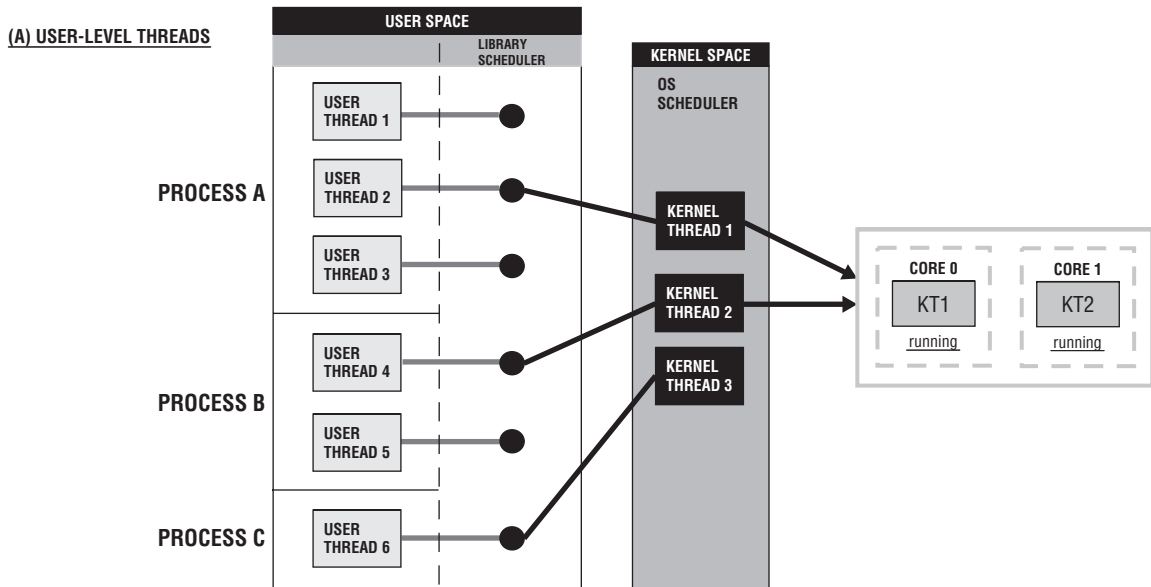 (A) USER-LEVEL THREADS
USER SPACE
LIBRARY
SCHEDULER
KERNEL SPACE
OS
SCHEDULER
PROCESS A
USER
THREAD 1
USER
THREAD 2
USER
THREAD 3
PROCESS B
USER
THREAD 4
USER
THREAD 5
PROCESS C
USER
THREAD 6
KERNEL
THREAD 1
KERNEL
THREAD 2
KERNEL
THREAD 3
CORE 0
KT1
running
CORE 1
KT2
running